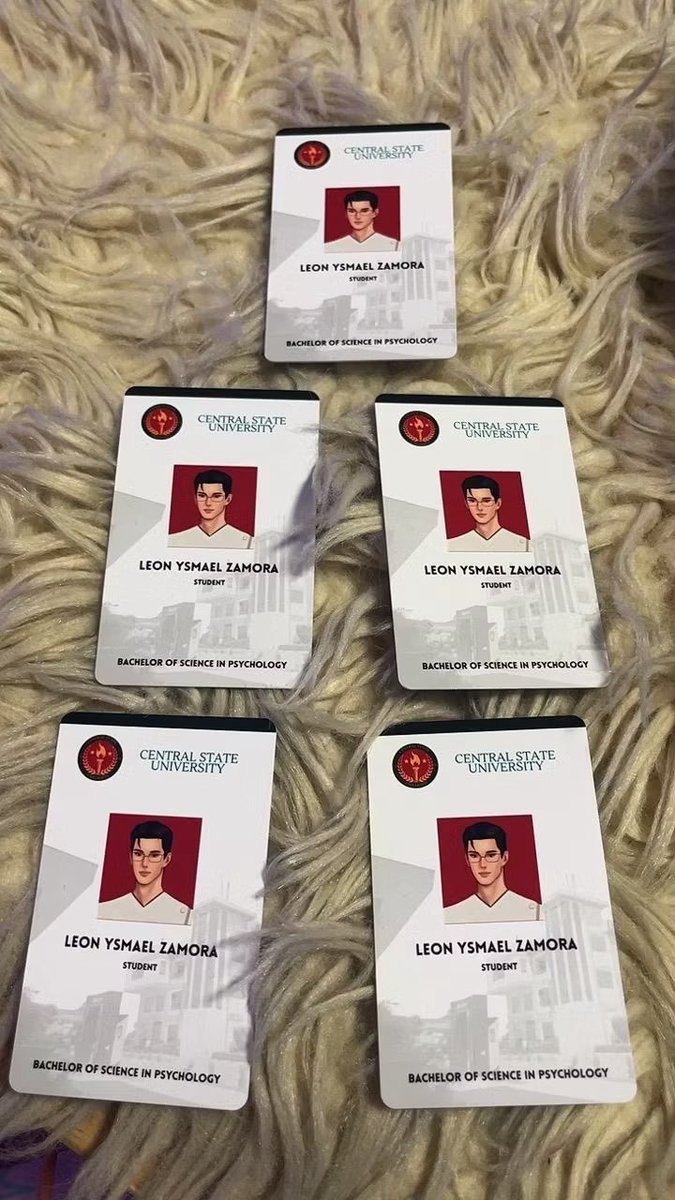 CENTRAL STATE
UNIVERSITY
LEON YSMAEL ZAMORA
STUDENT
BACHELOR OF SCIENCE IN PSYCHOLOGY
CENTRAL STATE
UNIVERSITY
LEON YSMAEL ZAMORA
STUDENT
BACHELOR OF SCIENCE IN PSYCHOLOGY
CENTRAL STATE
UNIVERSITY
LEON YSMAEL ZAMORA
STUDENT
BACHELOR OF SCIENCE IN PSYCHOLOGY
CENTRAL STATE
UNIVERSITY
LEON YSMAEL ZAMORA
STUDENT
BACHELOR OF SCIENCE IN PSYCHOLOGY
CENTRAL STATE
UNIVERSITY
LEON YSMAEL ZAMORA
STUDENT
BACHELOR OF SCIENCE IN PSYCHOLOGY